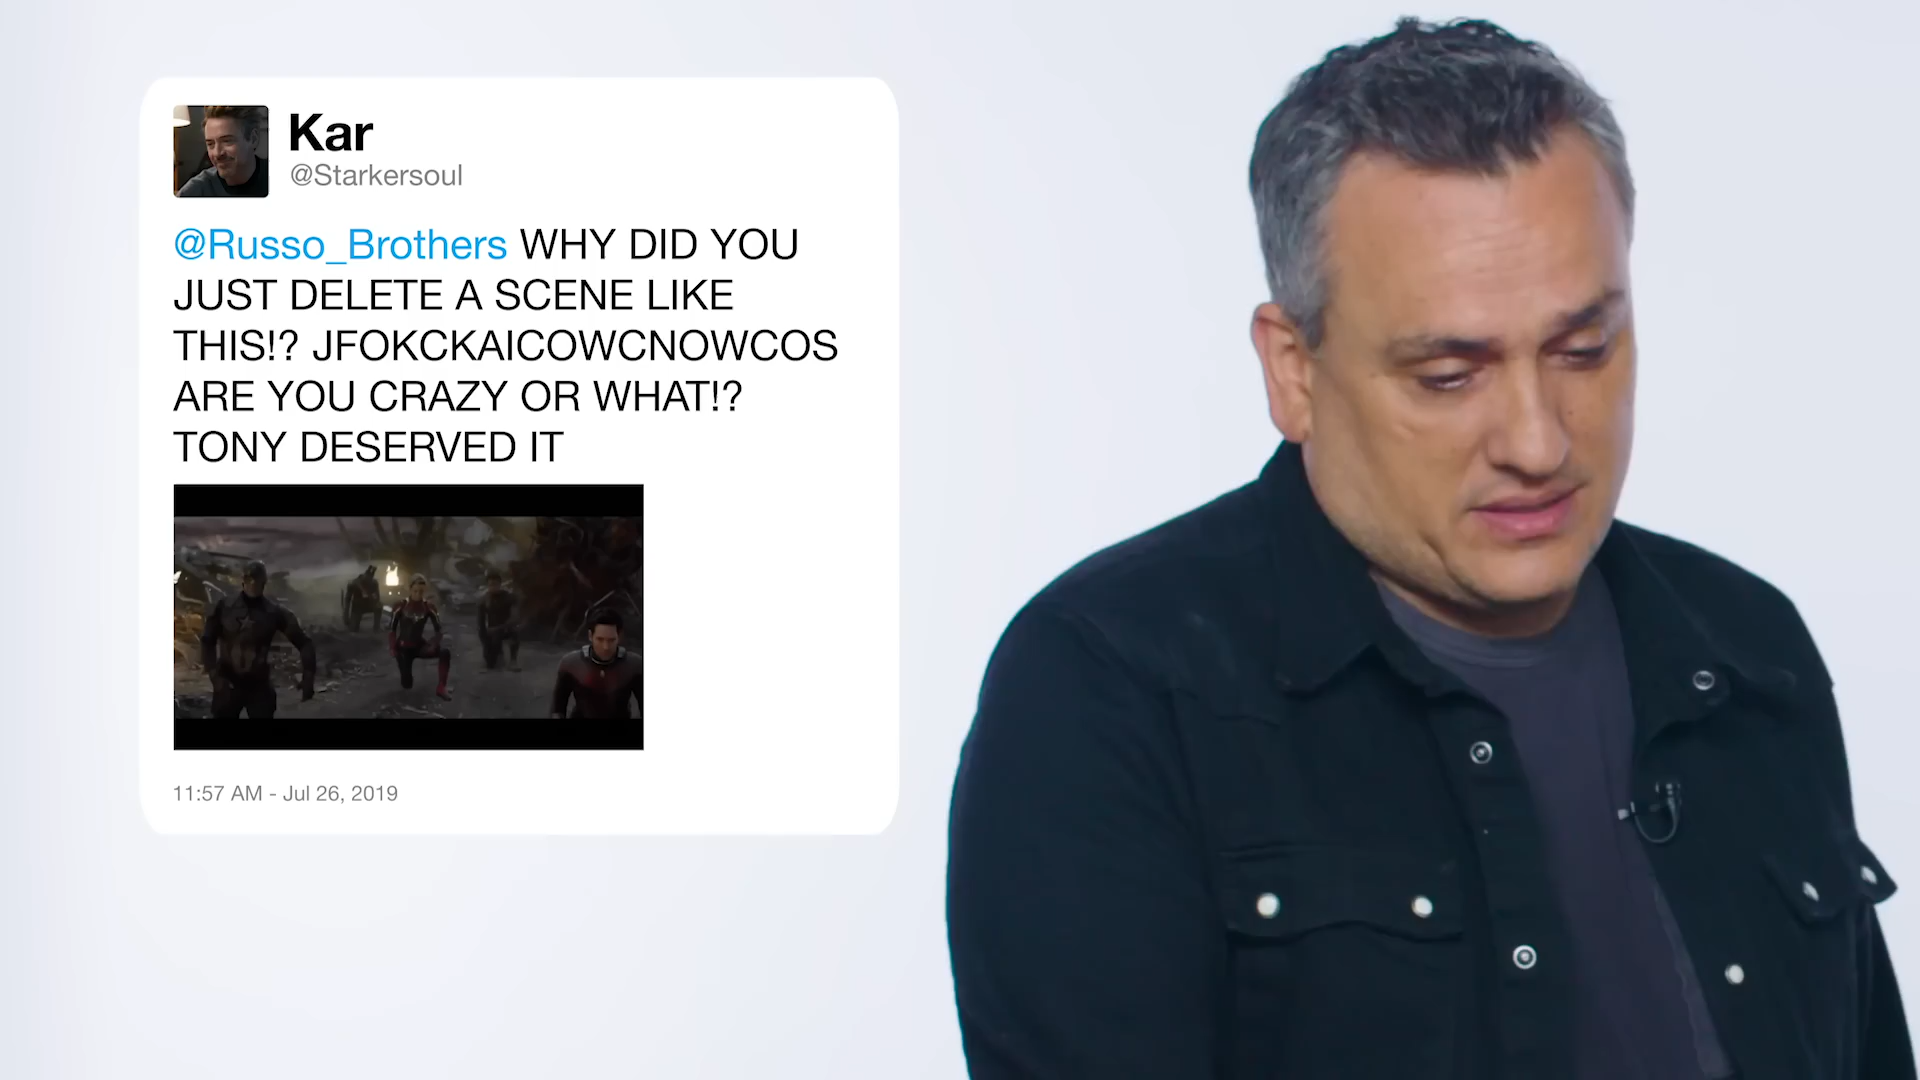 Kar
@Starkersoul
@Russo_Brothers WHY DID YOU
JUST DELETE A SCENE LIKE
THIS!? JFOKCKAICOWCNOWCOS
ARE YOU CRAZY OR WHAT!?
TONY DESERVED IT
11:57 AM - Jul 26, 2019